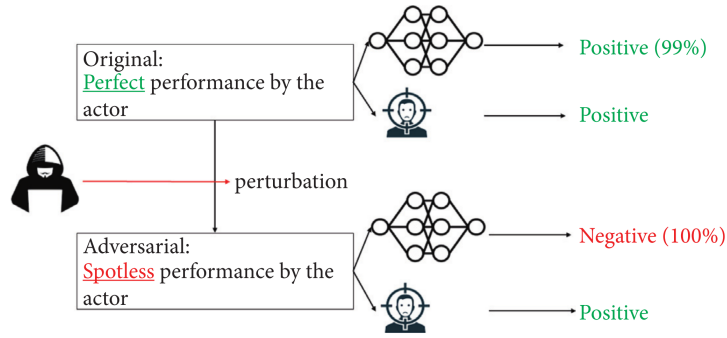 Original:
Perfect performance by the
actor
Positive (99%)
Positive
perturbation
Adversarial:
Spotless performance by the
actor
Negative (100%)
Positive